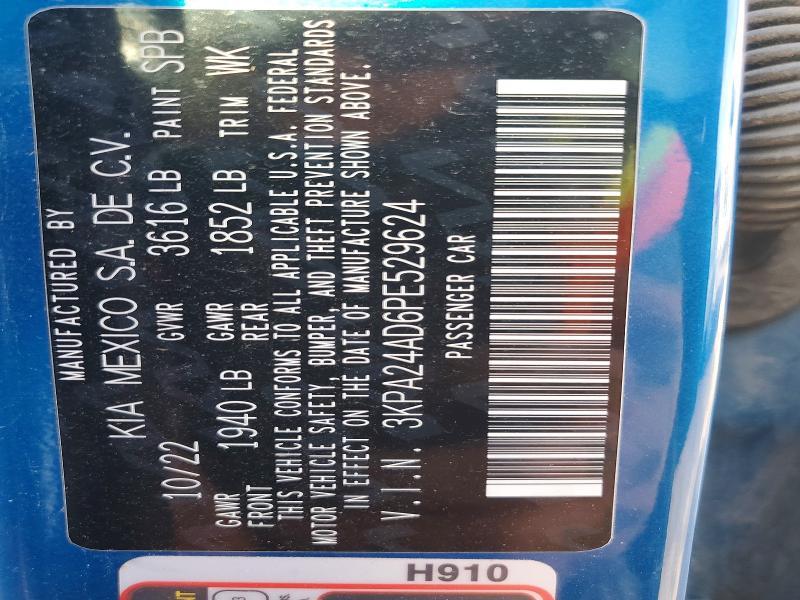 MANUFACTURED BY
KIA MEXICO S.A. DE C.V.
10/22 GVWR 3616 LB PAINT SPB
GAWR FRONT 1940 LB GAWR REAR 1852 LB TRIM WK
THIS VEHICLE CONFORMS TO ALL APPLICABLE U.S.A. FEDERAL
MOTOR VEHICLE SAFETY, BUMPER, AND THEFT PREVENTION STANDARDS
IN EFFECT ON THE DATE OF MANUFACTURE SHOWN ABOVE.
V.I.N. 3KPA24AD6PE529624
PASSENGER CAR
H910